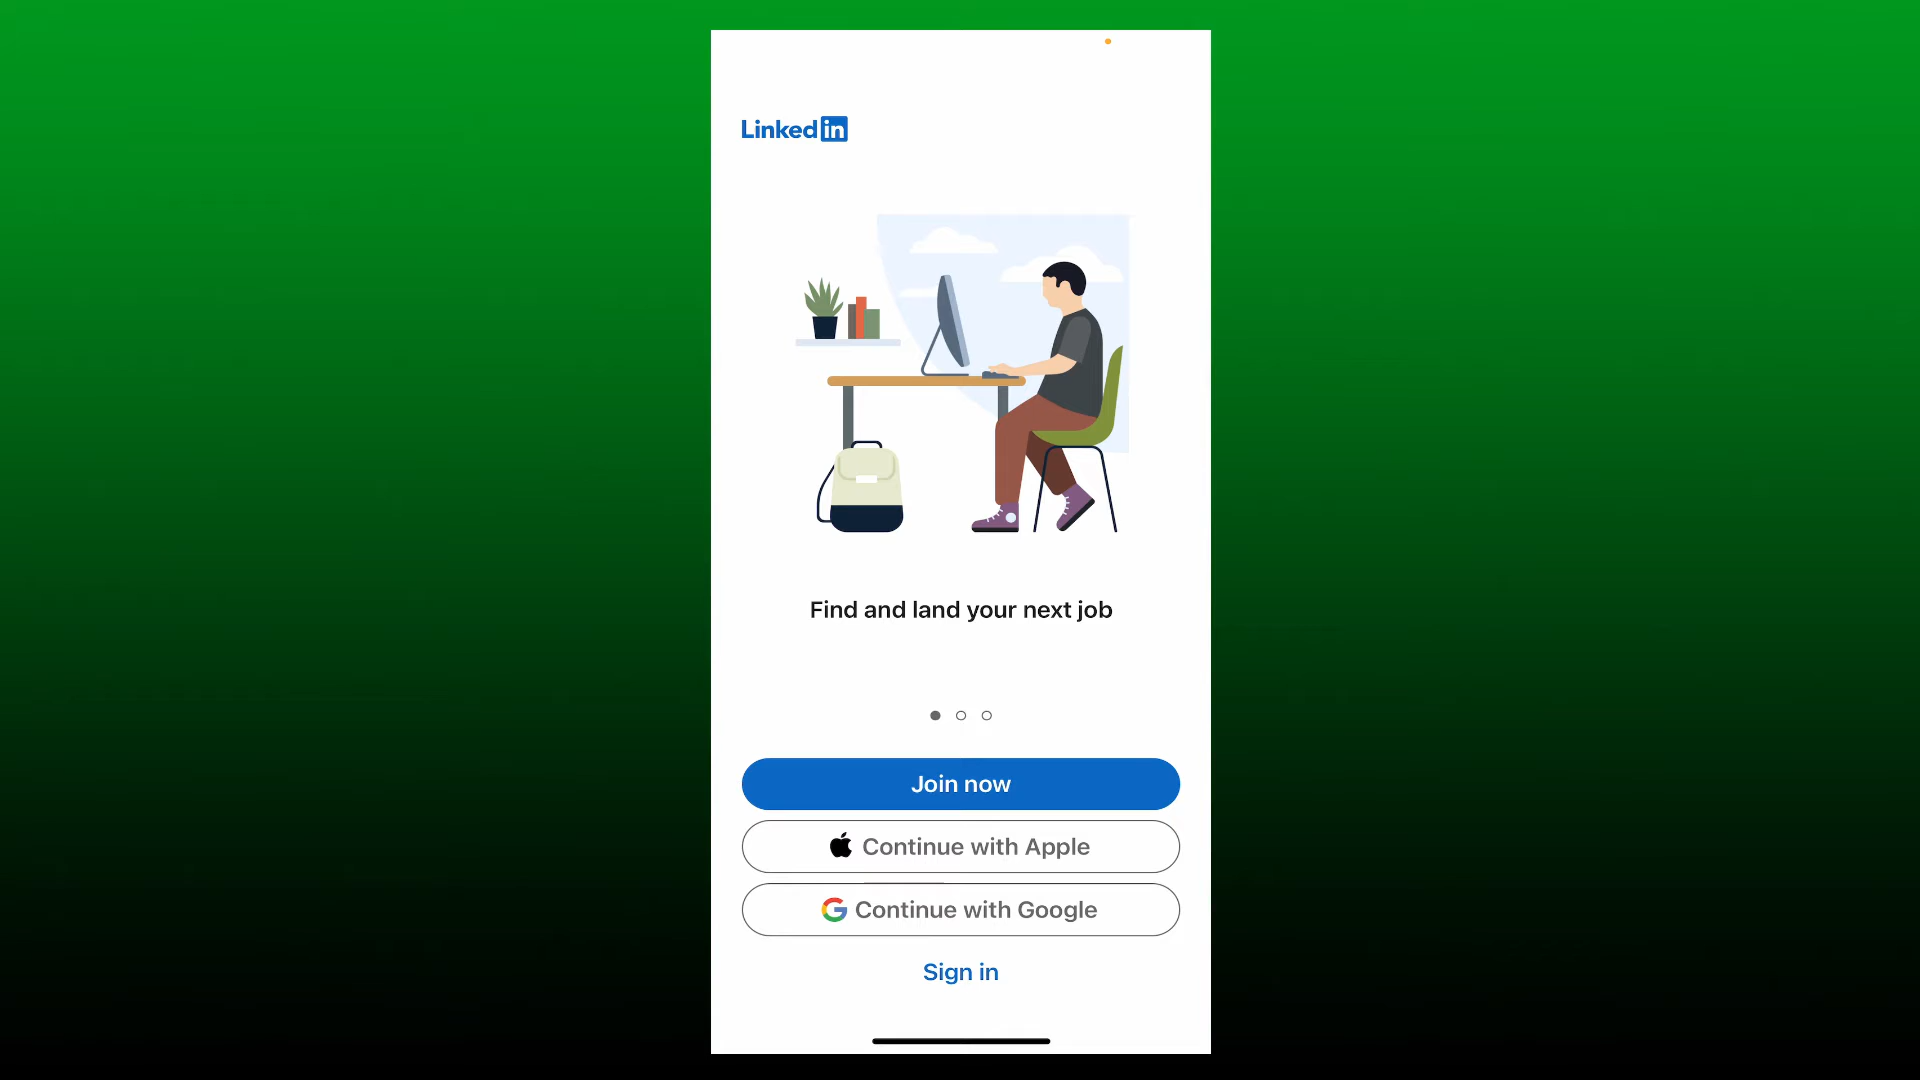 Linkedin
Find and land your next job
Join now
Continue with Apple
Continue with Google
Sign in